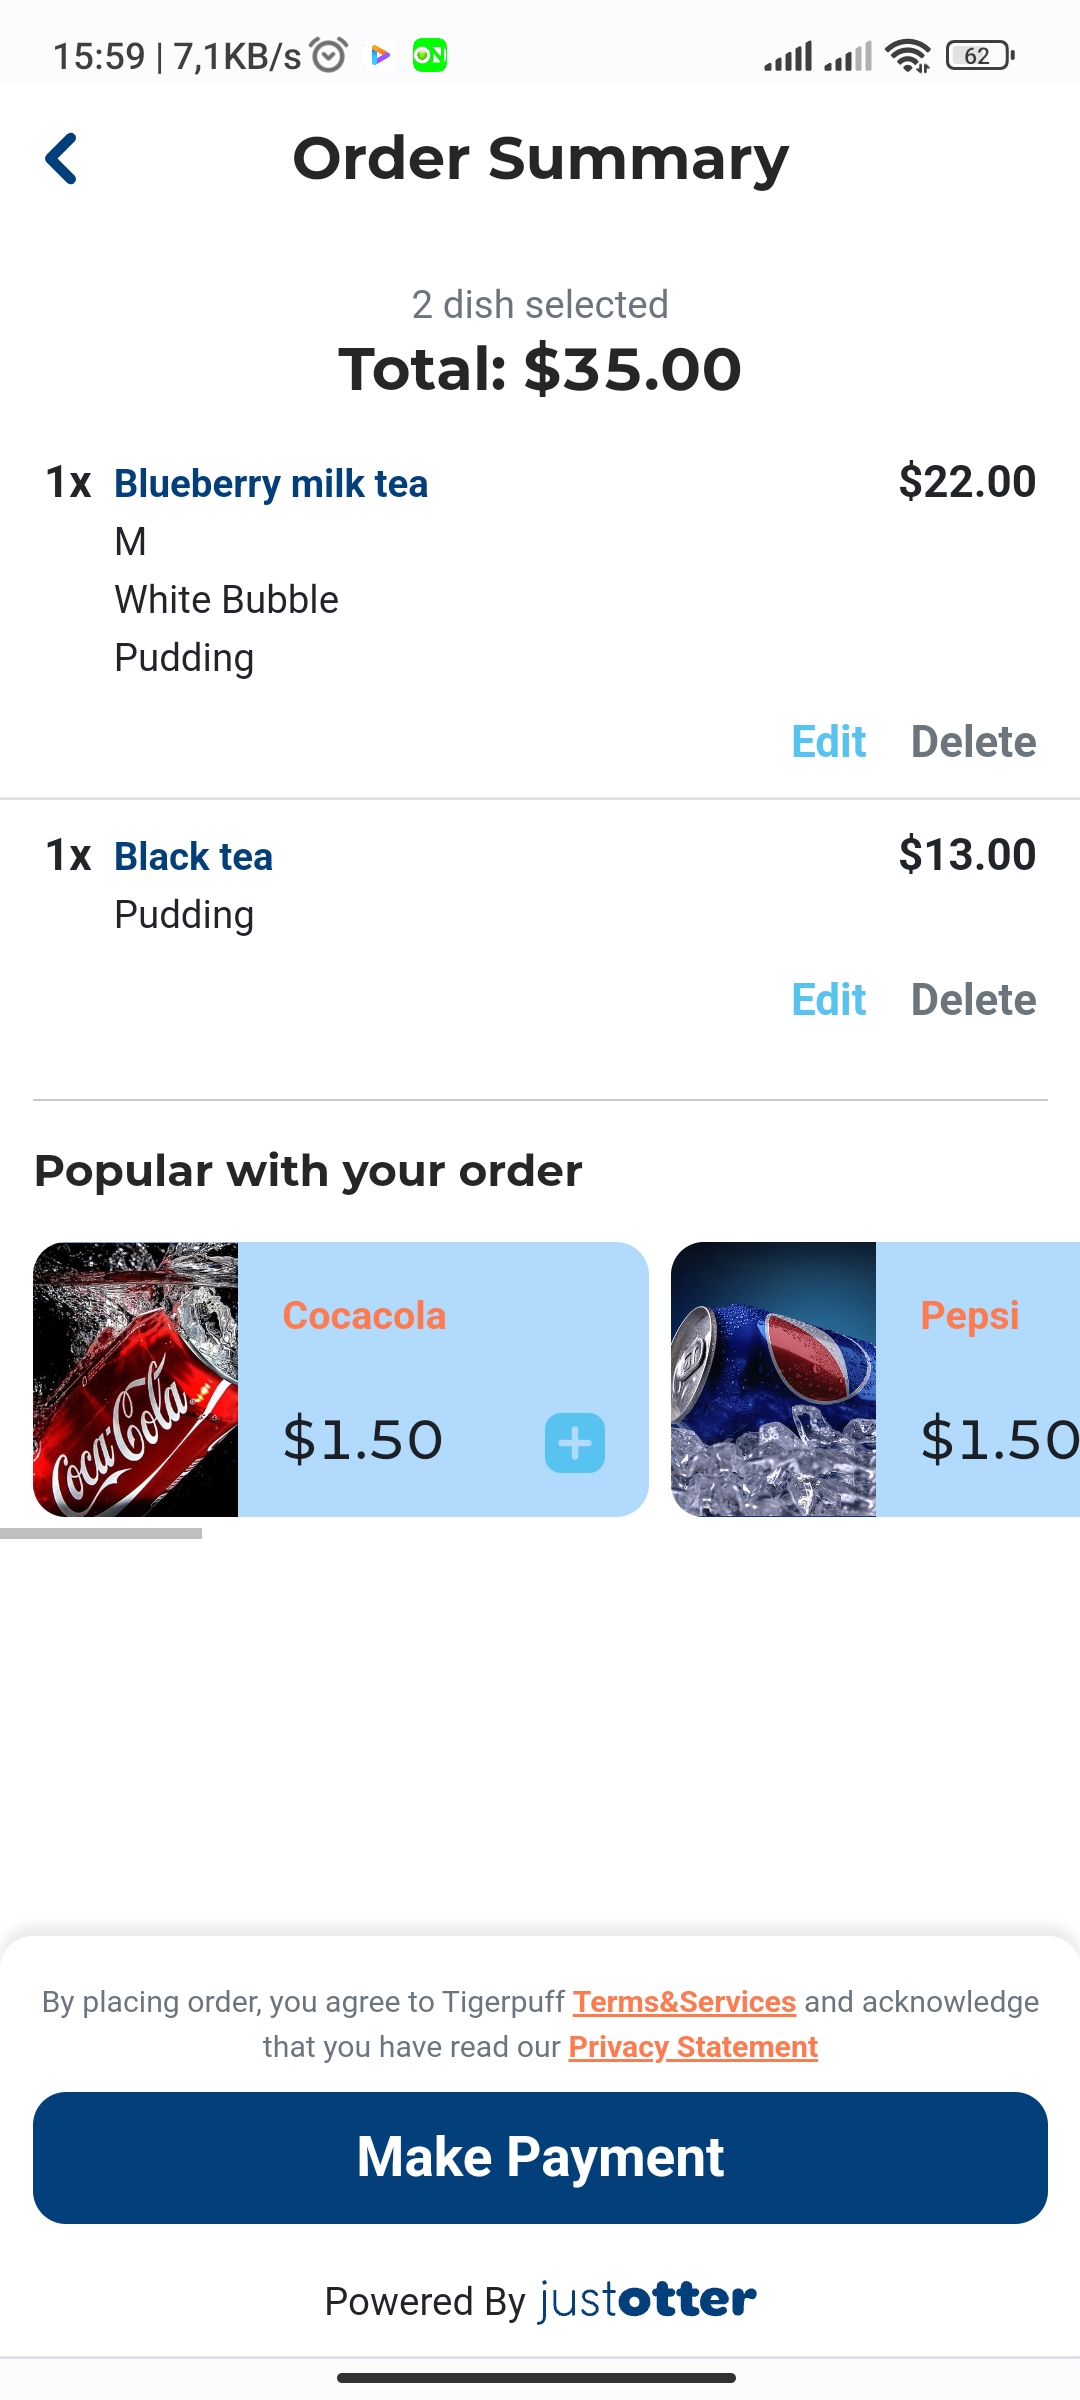 15:59 | 7,1KB/s ON 62
Order Summary
2 dish selected
Total: $35.00
1x Blueberry milk tea $22.00
M
White Bubble
Pudding
Edit Delete
1x Black tea $13.00
Pudding
Edit Delete
Popular with your order
Coca-Cola
Cocacola
$1.50
Pepsi
$1.50
By placing order, you agree to Tigerpuff Terms&Services and acknowledge
that you have read our Privacy Statement
Make Payment
Powered By justotter